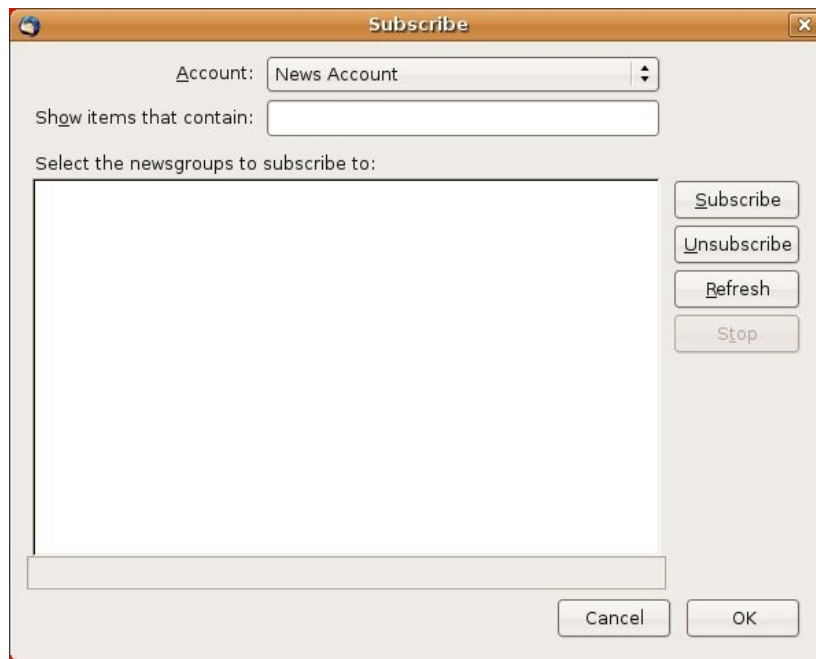 Subscribe
Account: News Account
Show items that contain:
Select the newsgroups to subscribe to:
Subscribe
Unsubscribe
Refresh
Stop
Cancel OK